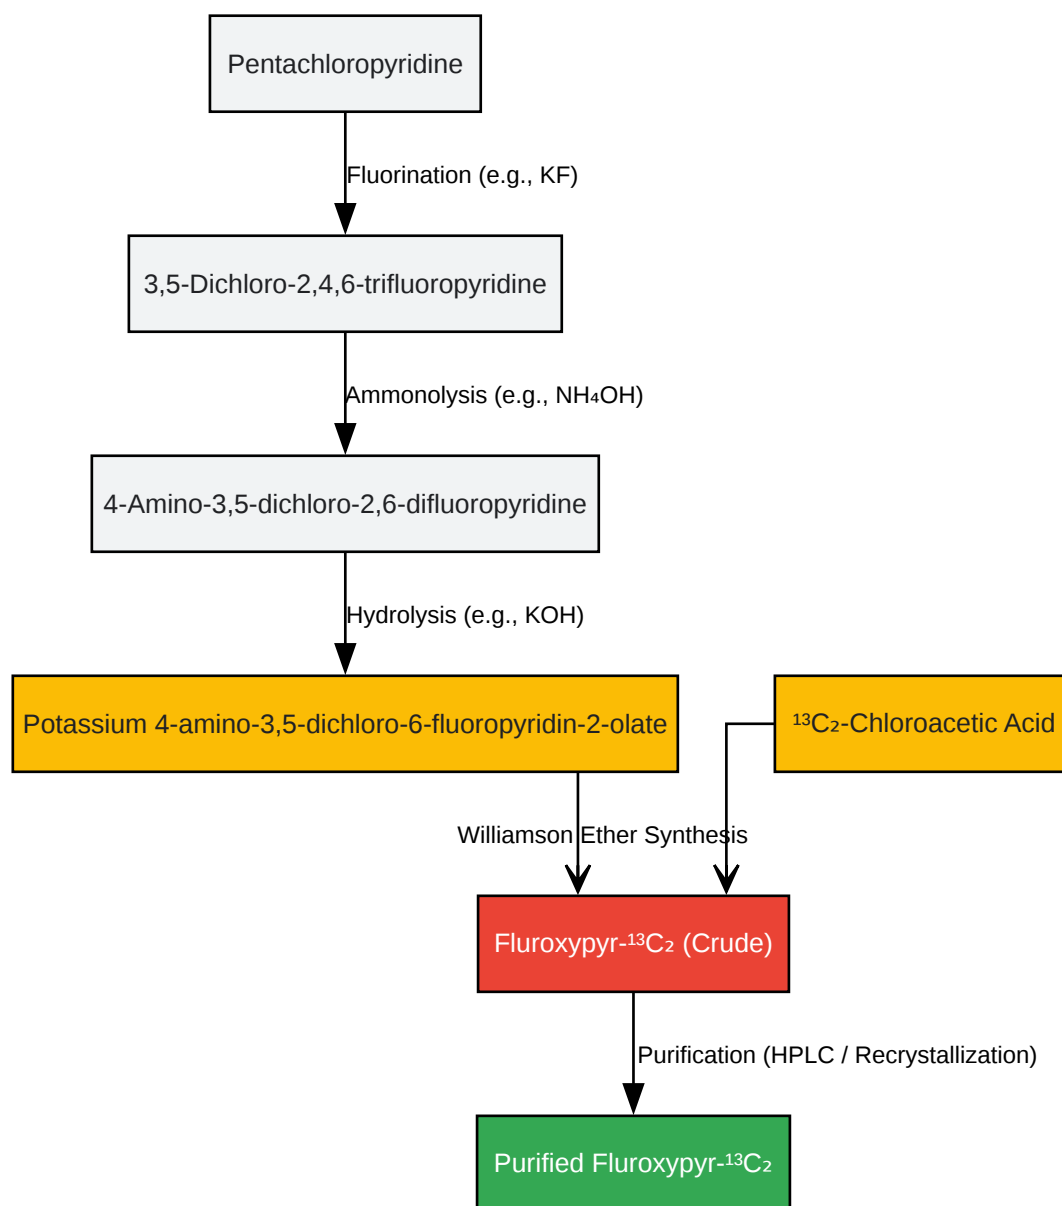 Pentachloropyridine
Fluorination (e.g., KF)
3,5-Dichloro-2,4,6-trifluoropyridine
Ammonolysis (e.g., NH₄OH)
4-Amino-3,5-dichloro-2,6-difluoropyridine
Hydrolysis (e.g., KOH)
Potassium 4-amino-3,5-dichloro-6-fluoropyridin-2-olate
¹³C₂-Chloroacetic Acid
Williamson Ether Synthesis
Fluroxypyr-¹³C₂ (Crude)
Purification (HPLC / Recrystallization)
Purified Fluroxypyr-¹³C₂